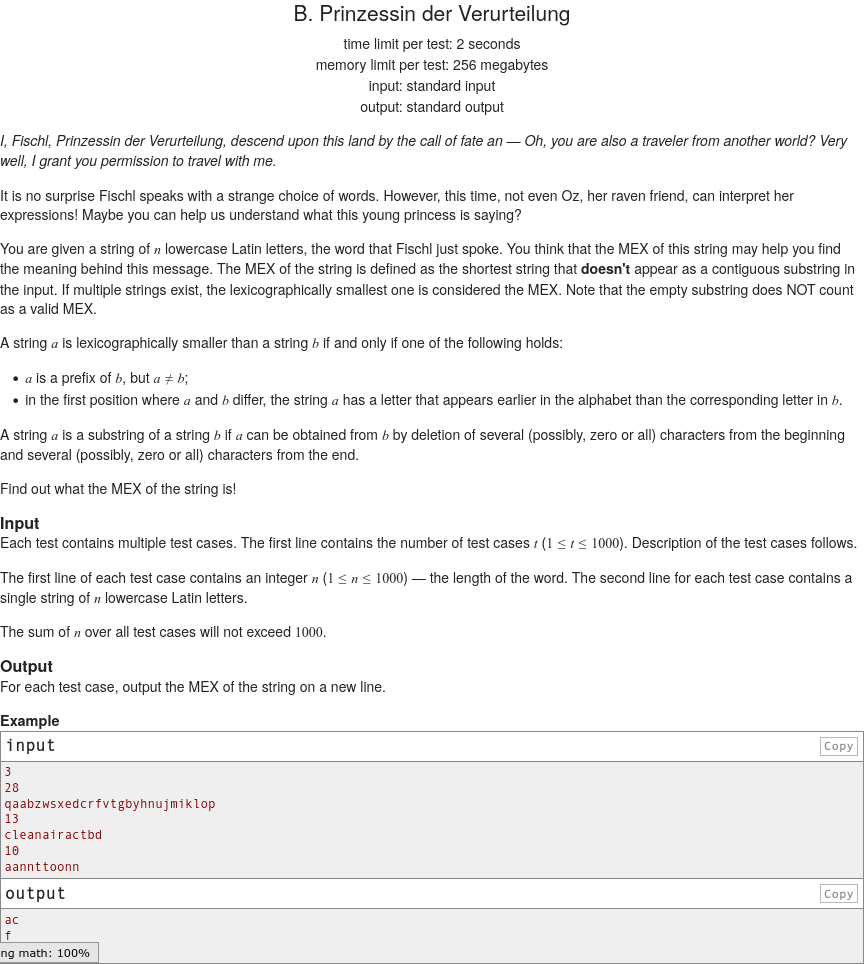 B. Prinzessin der Verurteilung
time limit per test: 2 seconds
memory limit per test: 256 megabytes
input: standard input
output: standard output
I, Fischl, Prinzessin der Verurteilung, descend upon this land by the call of fate an — Oh, you are also a traveler from another world? Very
well, I grant you permission to travel with me.
It is no surprise Fischl speaks with a strange choice of words. However, this time, not even Oz, her raven friend, can interpret her
expressions! Maybe you can help us understand what this young princess is saying?
You are given a string of n lowercase Latin letters, the word that Fischl just spoke. You think that the MEX of this string may help you find
the meaning behind this message. The MEX of the string is defined as the shortest string that doesn't appear as a contiguous substring in
the input. If multiple strings exist, the lexicographically smallest one is considered the MEX. Note that the empty substring does NOT count
as a valid MEX.
A string a is lexicographically smaller than a string b if and only if one of the following holds:
• a is a prefix of b, but a ≠ b;
• in the first position where a and b differ, the string a has a letter that appears earlier in the alphabet than the corresponding letter in b.
A string a is a substring of a string b if a can be obtained from b by deletion of several (possibly, zero or all) characters from the beginning
and several (possibly, zero or all) characters from the end.
Find out what the MEX of the string is!
Input
Each test contains multiple test cases. The first line contains the number of test cases t (1 ≤ t ≤ 1000). Description of the test cases follows.
The first line of each test case contains an integer n (1 ≤ n ≤ 1000) — the length of the word. The second line for each test case contains a
single string of n lowercase Latin letters.
The sum of n over all test cases will not exceed 1000.
Output
For each test case, output the MEX of the string on a new line.
Example
input Copy
3
28
qaabzwsxedcrfvtgbyhnujmiklop
13
cleanairactbd
10
aannttoonn
output Copy
ac
f
ng math: 100%